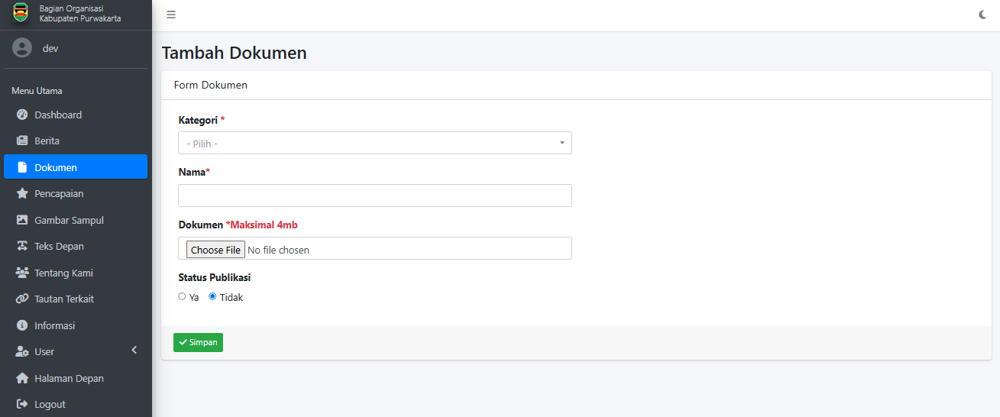 Bagian Organisasi
Kabupaten Purwakarta
dev
Menu Utama
Dashboard
Berita
Dokumen
Pencapaian
Gambar Sampul
Teks Depan
Tentang Kami
Tautan Terkait
Informasi
User
Halaman Depan
Logout
Tambah Dokumen
Form Dokumen
Kategori *
- Pilih -
Nama*
Dokumen *Maksimal 4mb
Choose File No file chosen
Status Publikasi
Ya Tidak
Simpan